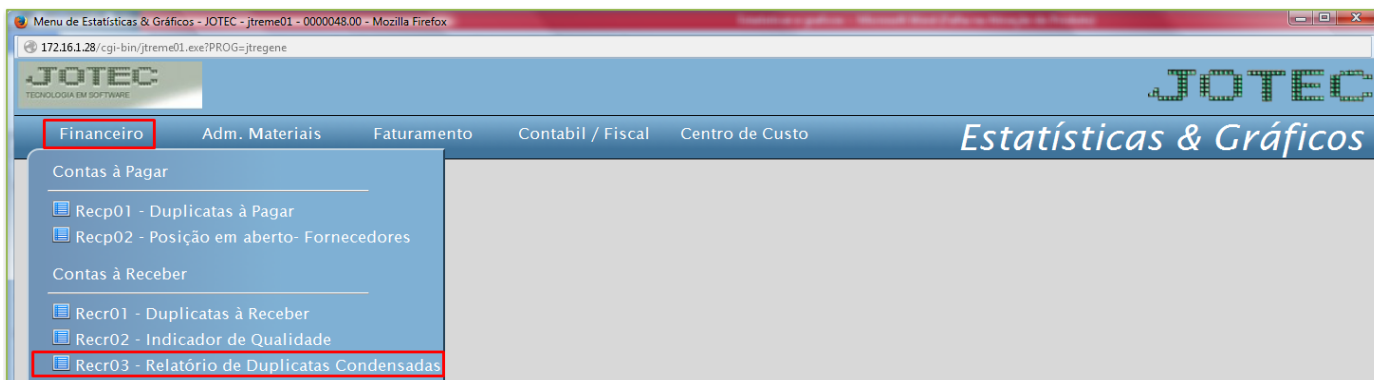 Menu de Estatísticas & Gráficos - JOTEC - jtreme01 - 0000048.00 - Mozilla Firefox
172.16.1.28/cgi-bin/jtreme01.exe?PROG=jtregene
JOTEC
TECNOLOGIA EM SOFTWARE
JOTEC
Financeiro Adm. Materiais Faturamento Contabil / Fiscal Centro de Custo Estatísticas & Gráficos
Contas à Pagar
Recp01 - Duplicatas à Pagar
Recp02 - Posição em aberto- Fornecedores
Contas à Receber
Recr01 - Duplicatas à Receber
Recr02 - Indicador de Qualidade
Recr03 - Relatório de Duplicatas Condensadas